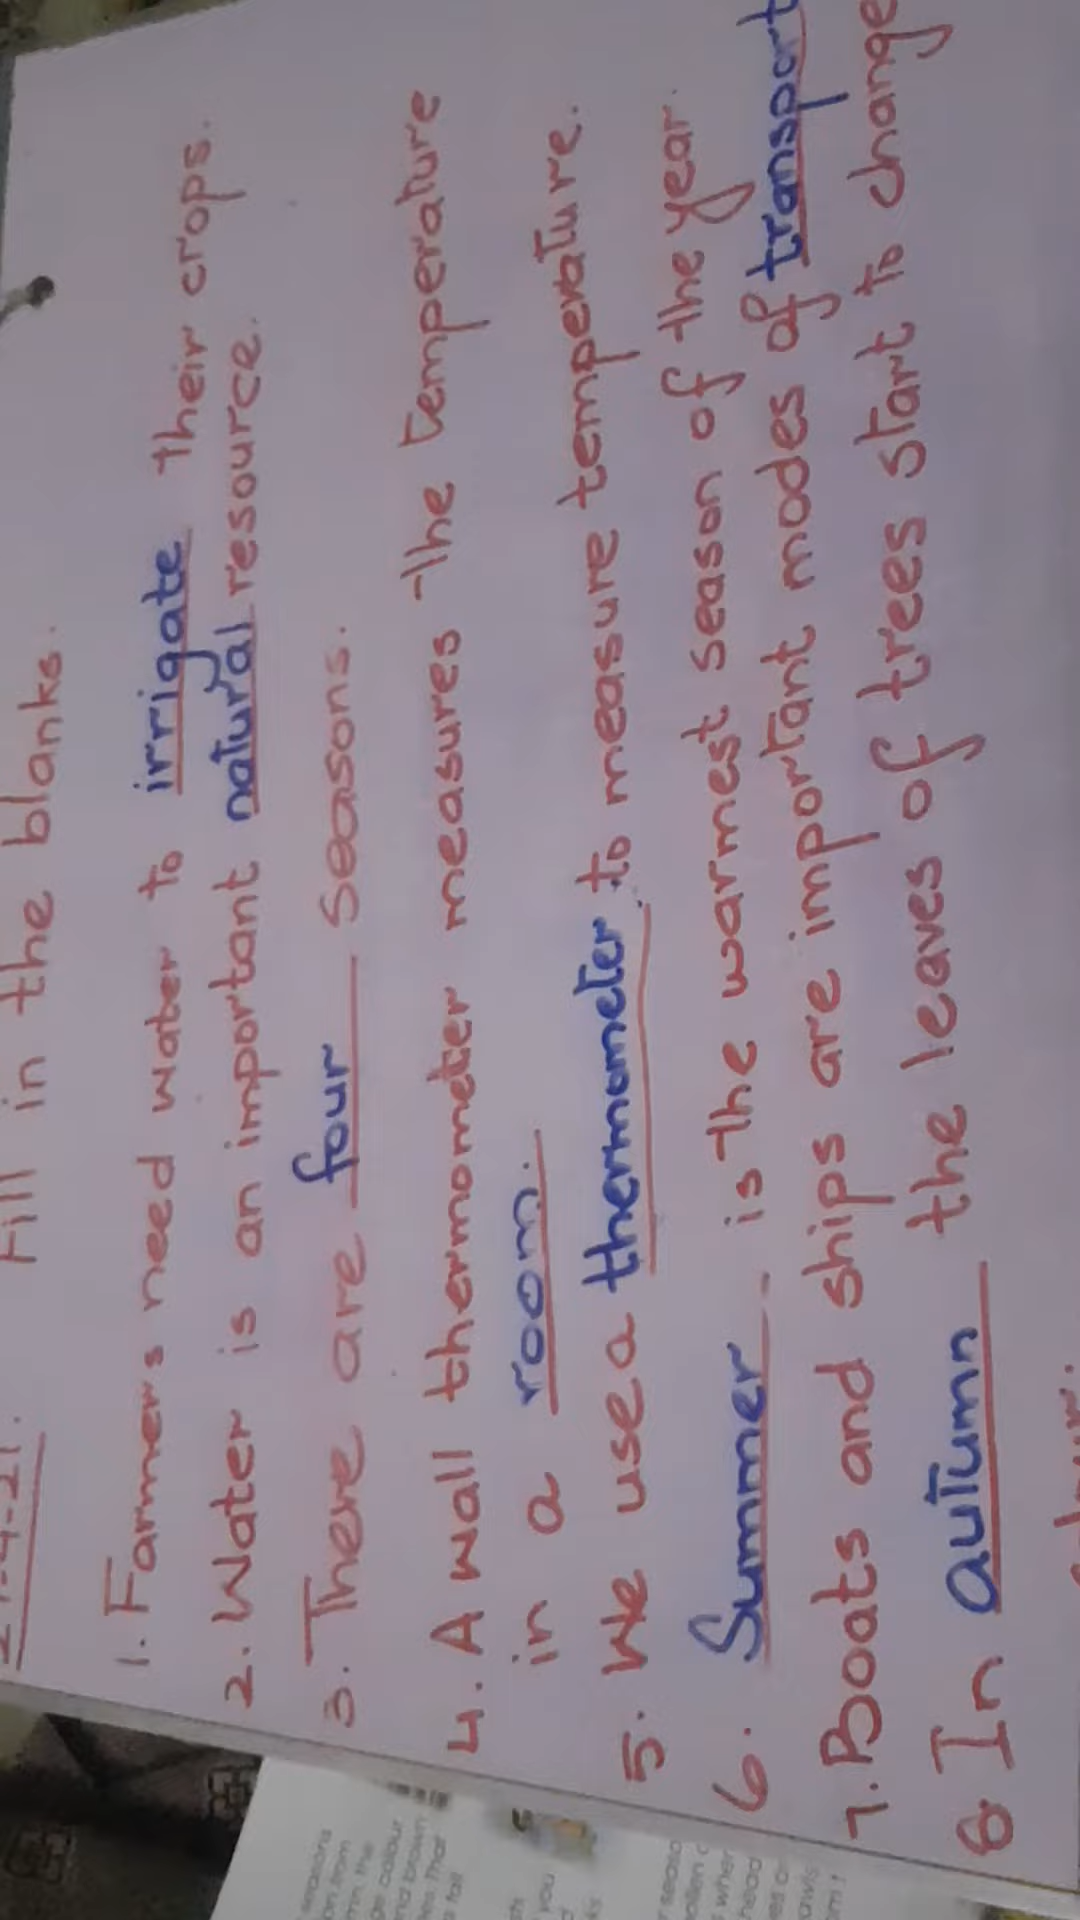 Fill in the blanks.
1. Farmers need water to irrigate their crops.
2. Water is an important natural resource.
3. There are four seasons.
4. A wall thermometer measures the temperature
in a room.
5. We use a thermometer to measure temperature.
6. Summer is the warmest season of the year.
7. Boats and ships are important modes of transport
8 In autumn the leaves of trees start to change